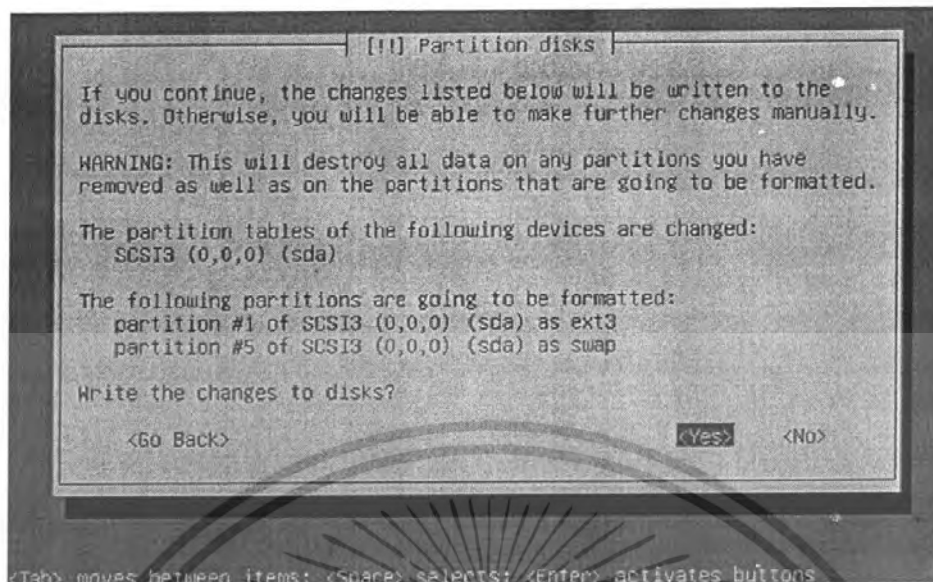 [!!] Partition disks
If you continue, the changes listed below will be written to the
disks. Otherwise, you will be able to make further changes manually.
WARNING: This will destroy all data on any partitions you have
removed as well as on the partitions that are going to be formatted.
The partition tables of the following devices are changed:
SCSI3 (0,0,0) (sda)
The following partitions are going to be formatted:
partition #1 of SCSI3 (0,0,0) (sda) as ext3
partition #5 of SCSI3 (0,0,0) (sda) as swap
Write the changes to disks?
<Go Back> <Yes> <No>
<Tab> moves between items; <Space> selects; <Enter> activates buttons